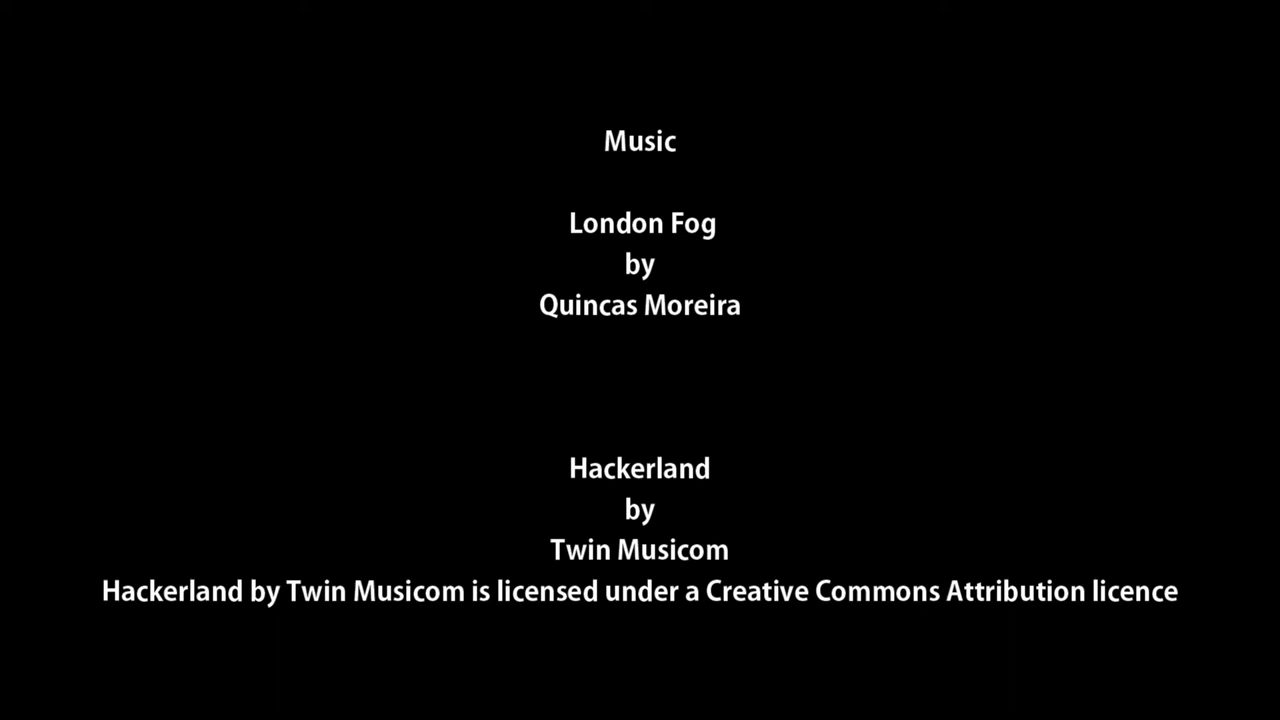 Music
London Fog
by
Quincas Moreira
Hackerland
by
Twin Musicom
Hackerland by Twin Musicom is licensed under a Creative Commons Attribution licence